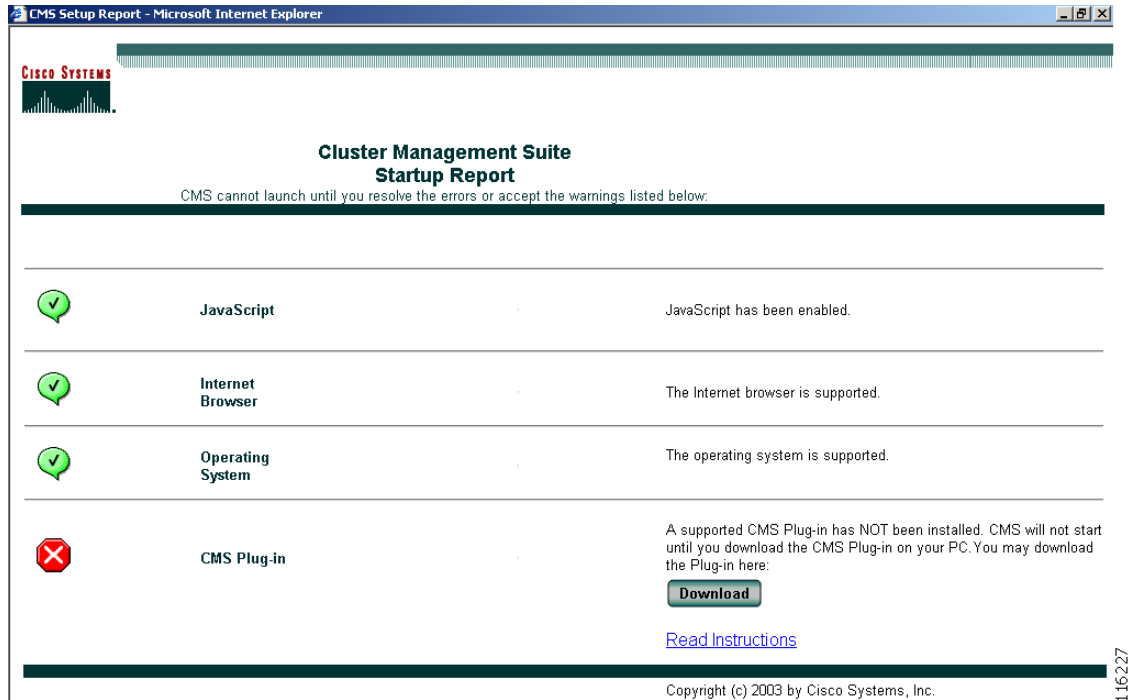 CMS Setup Report - Microsoft Internet Explorer
CISCO SYSTEMS
Cluster Management Suite
Startup Report
CMS cannot launch until you resolve the errors or accept the warnings listed below:
JavaScript
JavaScript has been enabled.
Internet
Browser
The Internet browser is supported.
Operating
System
The operating system is supported.
CMS Plug-in
A supported CMS Plug-in has NOT been installed. CMS will not start
until you download the CMS Plug-in on your PC.You may download
the Plug-in here:
Download
Read Instructions
Copyright (c) 2003 by Cisco Systems, Inc.
116227